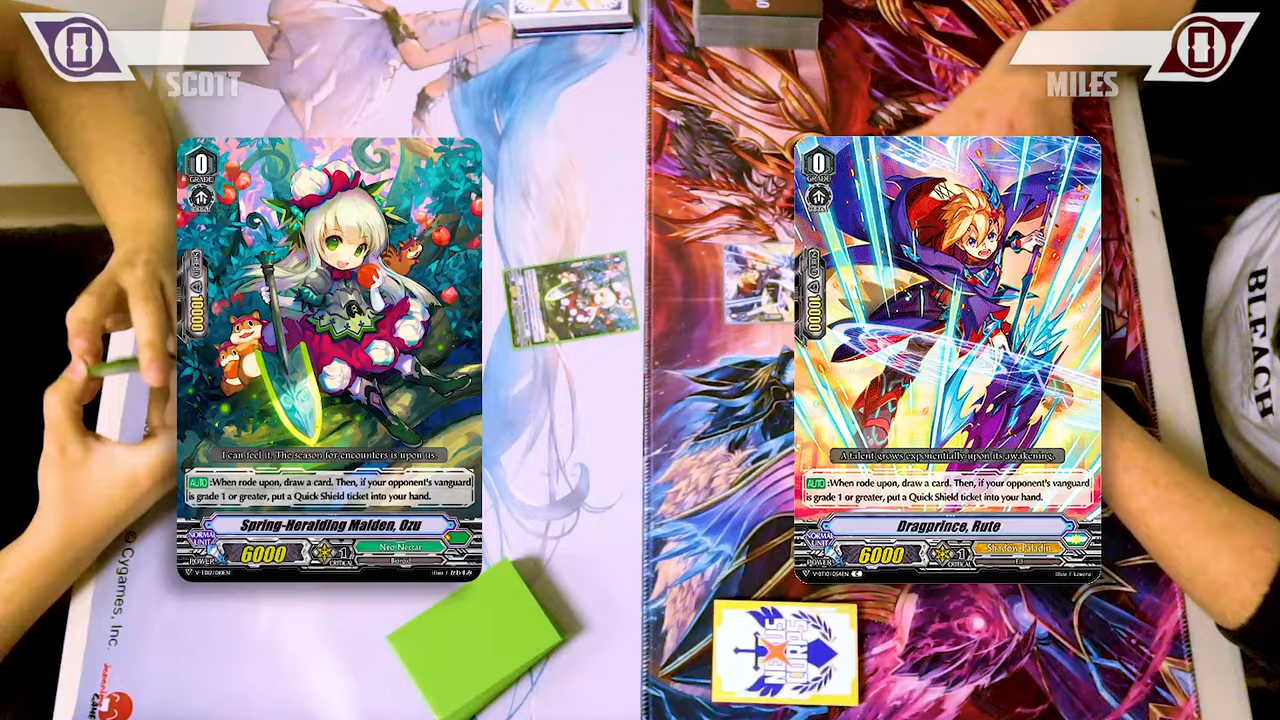 0
SCOTT
0
MILES
0
GRADE
10000
I can feel it. The season for encounters is upon us.
AUTO :When rode upon, draw a card. Then, if your opponent's vanguard
is grade 1 or greater, put a Quick Shield ticket into your hand.
Spring-Heralding Maiden, Ozu
NORMAL
UNIT
POWER
6000
1
CRITICAL
Neo Nectar
Bioroid
0
GRADE
10000
A talent grows exponentially upon its awakening.
AUTO :When rode upon, draw a card. Then, if your opponent's vanguard
is grade 1 or greater, put a Quick Shield ticket into your hand.
Dragprince, Rute
NORMAL
UNIT
POWER
6000
1
CRITICAL
Shadow Paladin
Elf
BLEACH
© Cygames, Inc.
NEXUS
CORPS